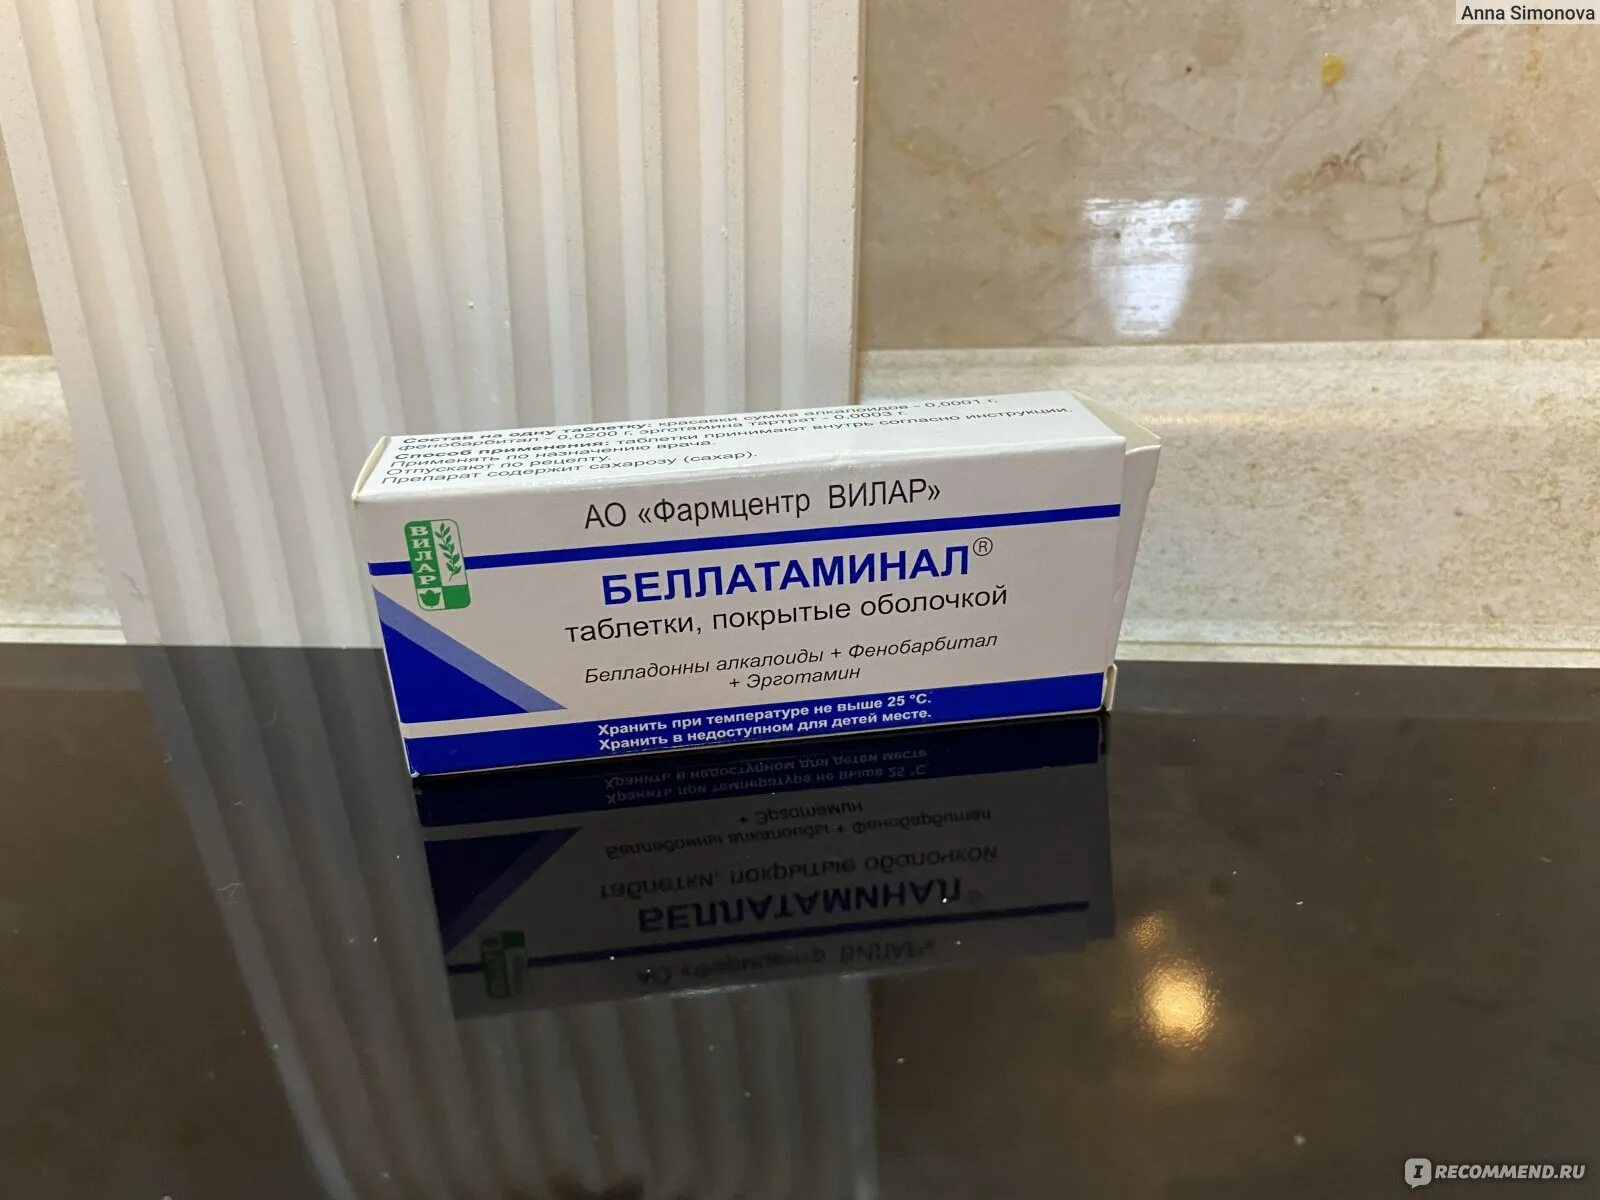 Anna Simonova
Состав на одну таблетку: красавки сумма алкалоидов - 0,0001 г,
фенобарбитал - 0,0200 г, эрготамина тартрат - 0,0003 г.
Способ применения: таблетки принимают внутрь согласно инструкции.
Применять по назначению врача.
Отпускают по рецепту.
Препарат содержит сахарозу (сахар).
АО «Фармцентр ВИЛАР»
ВИЛАР
БЕЛЛАТАМИНАЛ®
таблетки, покрытые оболочкой
Белладонны алкалоиды + Фенобарбитал
+ Эрготамин
Хранить при температуре не выше 25 °С.
Хранить в недоступном для детей месте.
IRECOMMEND.RU